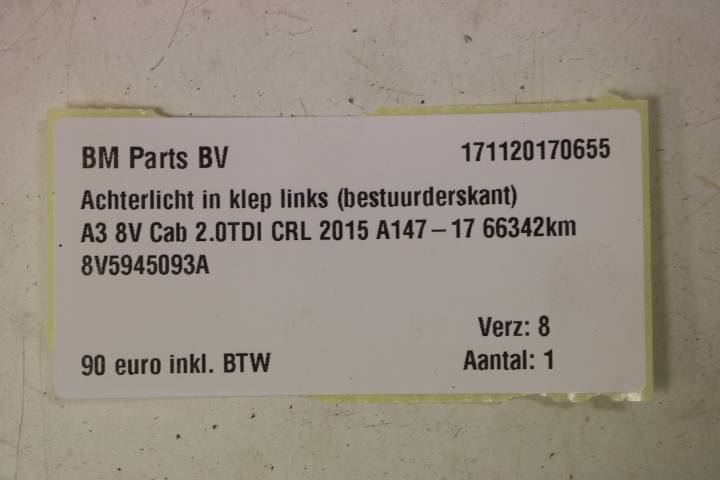 BM Parts BV 171120170655
Achterlicht in klep links (bestuurderskant)
A3 8V Cab 2.0TDI CRL 2015 A147 – 17 66342km
8V5945093A
Verz: 8
90 euro inkl. BTW Aantal: 1